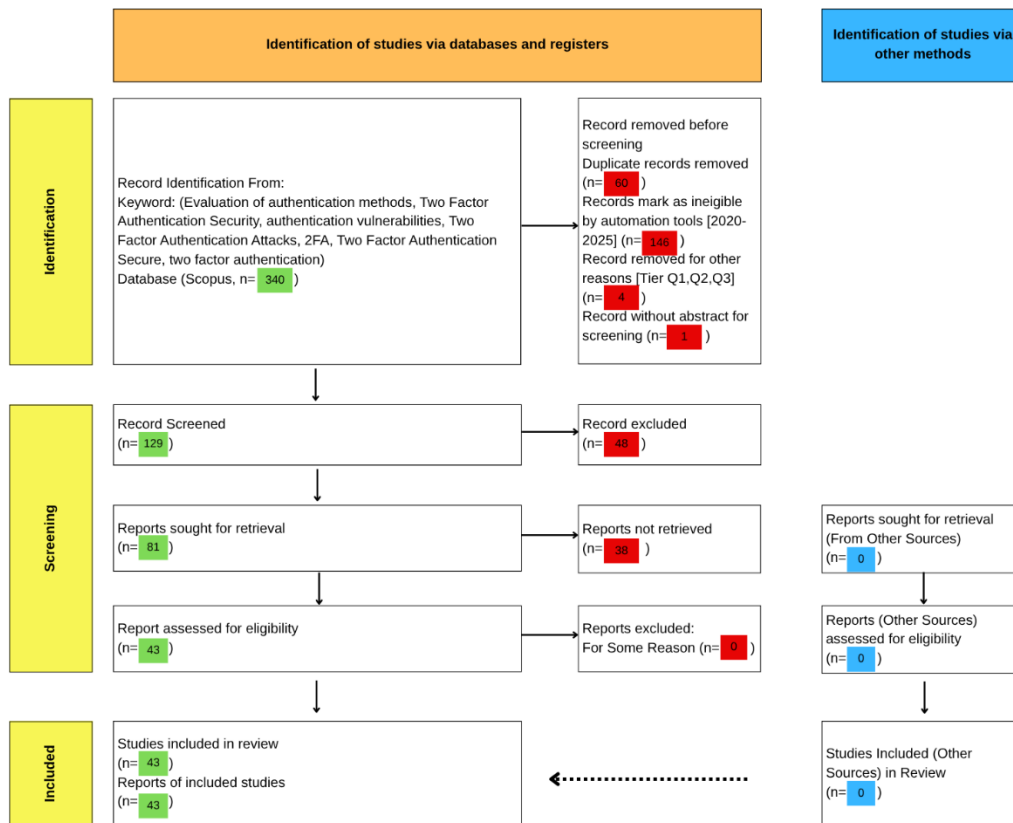 Identification of studies via databases and registers
Identification of studies via
other methods
Identification
Record Identification From:
Keyword: (Evaluation of authentication methods, Two Factor
Authentication Security, authentication vulnerabilities, Two
Factor Authentication Attacks, 2FA, Two Factor Authentication
Secure, two factor authentication)
Database (Scopus, n= 340 )
Record removed before
screening
Duplicate records removed
(n= 60 )
Records mark as ineigible
by automation tools [2020-
2025] (n= 146 )
Record removed for other
reasons [Tier Q1,Q2,Q3]
(n= 4 )
Record without abstract for
screening (n= 1 )
Screening
Record Screened
(n= 129 )
Record excluded
(n= 48 )
Reports sought for retrieval
(n= 81 )
Reports not retrieved
(n= 38 )
Reports sought for retrieval
(From Other Sources)
(n= 0 )
Report assessed for eligibility
(n= 43 )
Reports excluded:
For Some Reason (n= 0 )
Reports (Other Sources)
assessed for eligibility
(n= 0 )
Included
Studies included in review
(n= 43 )
Reports of included studies
(n= 43 )
Studies Included (Other
Sources) in Review
(n= 0 )